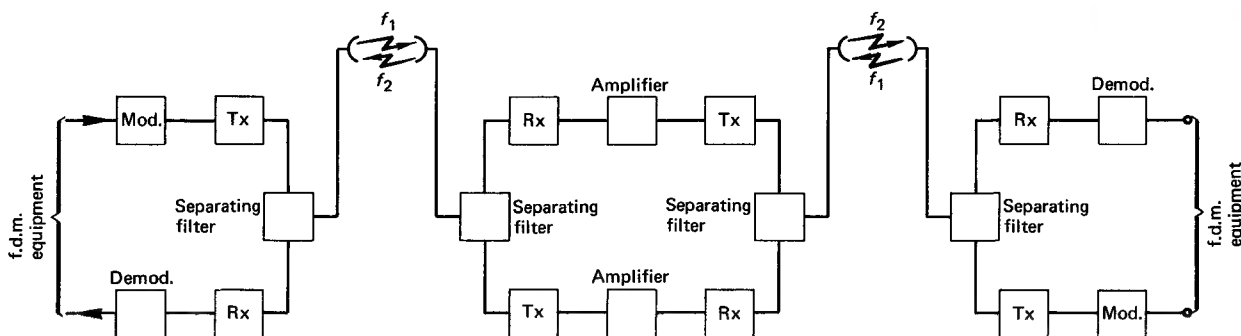 f1
f2
f2
f1
Amplifier
Demod.
Mod.
Tx
Rx
Tx
Rx
f.d.m.
equipment
Separating
filter
Separating
filter
Separating
filter
Separating
filter
f.d.m.
equipment
Demod.
Amplifier
Rx
Tx
Rx
Tx
Mod.